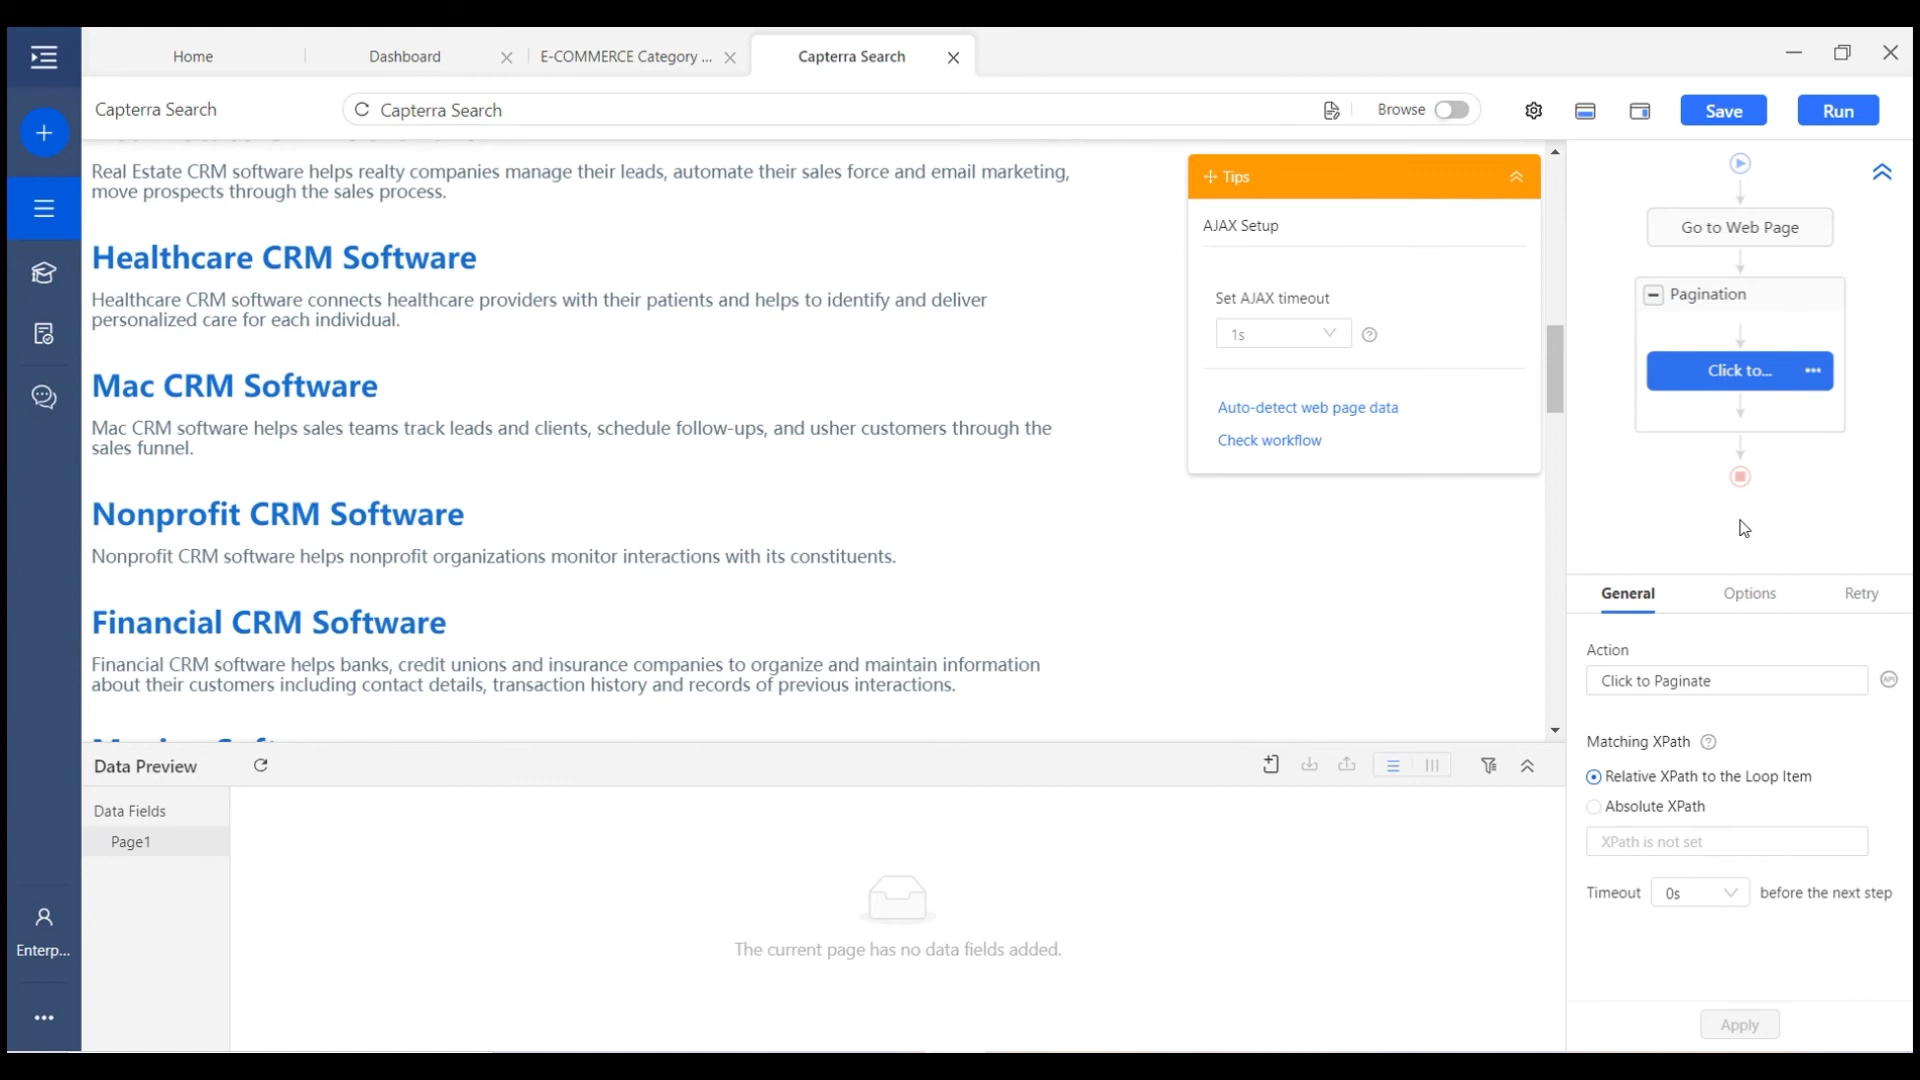 Home
Dashboard
E-COMMERCE Category ...
Capterra Search
Capterra Search
Capterra Search
Browse
Save
Run
Real Estate CRM software helps realty companies manage their leads, automate their sales force and email marketing,
move prospects through the sales process.
Healthcare CRM Software
Healthcare CRM software connects healthcare providers with their patients and helps to identify and deliver
personalized care for each individual.
Mac CRM Software
Mac CRM software helps sales teams track leads and clients, schedule follow-ups, and usher customers through the
sales funnel.
Nonprofit CRM Software
Nonprofit CRM software helps nonprofit organizations monitor interactions with its constituents.
Financial CRM Software
Financial CRM software helps banks, credit unions and insurance companies to organize and maintain information
about their customers including contact details, transaction history and records of previous interactions.
Tips
AJAX Setup
Set AJAX timeout
1s
Auto-detect web page data
Check workflow
Go to Web Page
Pagination
Click to...
General
Options
Retry
Action
Click to Paginate
API
Matching XPath
Relative XPath to the Loop Item
Absolute XPath
XPath is not set
Timeout
0s
before the next step
Apply
Data Preview
Data Fields
Page1
The current page has no data fields added.
Enterp...